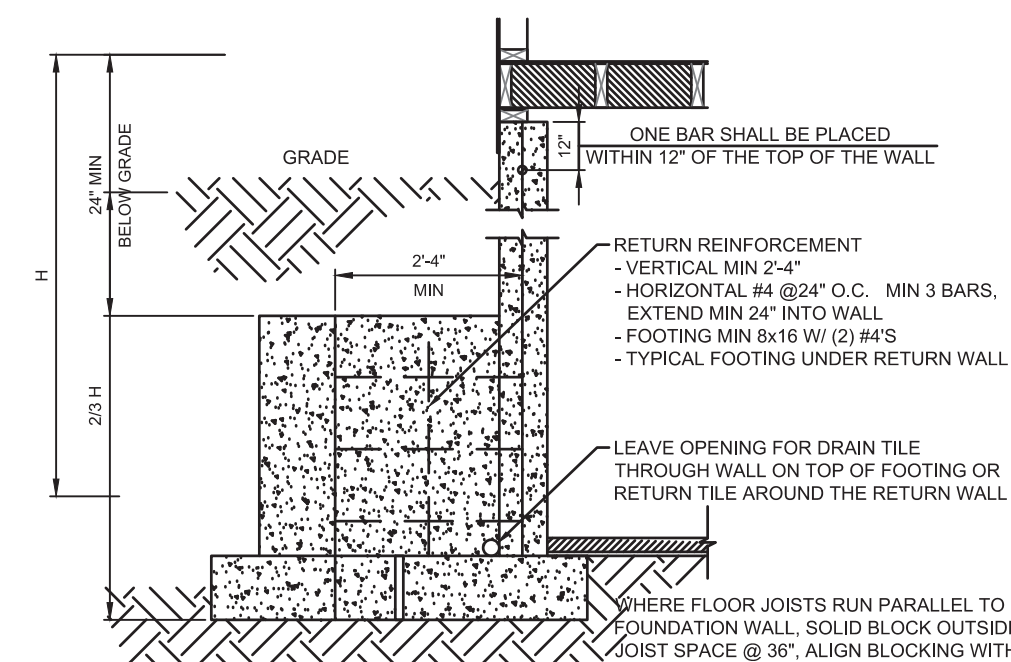 ONE BAR SHALL BE PLACED
WITHIN 12" OF THE TOP OF THE WALL
12"
GRADE
24" MIN
BELOW GRADE
H
2'-4"
MIN
RETURN REINFORCEMENT
- VERTICAL MIN 2'-4"
- HORIZONTAL #4 @24" O.C. MIN 3 BARS,
EXTEND MIN 24" INTO WALL
- FOOTING MIN 8x16 W/ (2) #4'S
- TYPICAL FOOTING UNDER RETURN WALL
2/3 H
LEAVE OPENING FOR DRAIN TILE
THROUGH WALL ON TOP OF FOOTING OR
RETURN TILE AROUND THE RETURN WALL
WHERE FLOOR JOISTS RUN PARALLEL TO
FOUNDATION WALL, SOLID BLOCK OUTSIDE
JOIST SPACE @ 36", ALIGN BLOCKING WITH